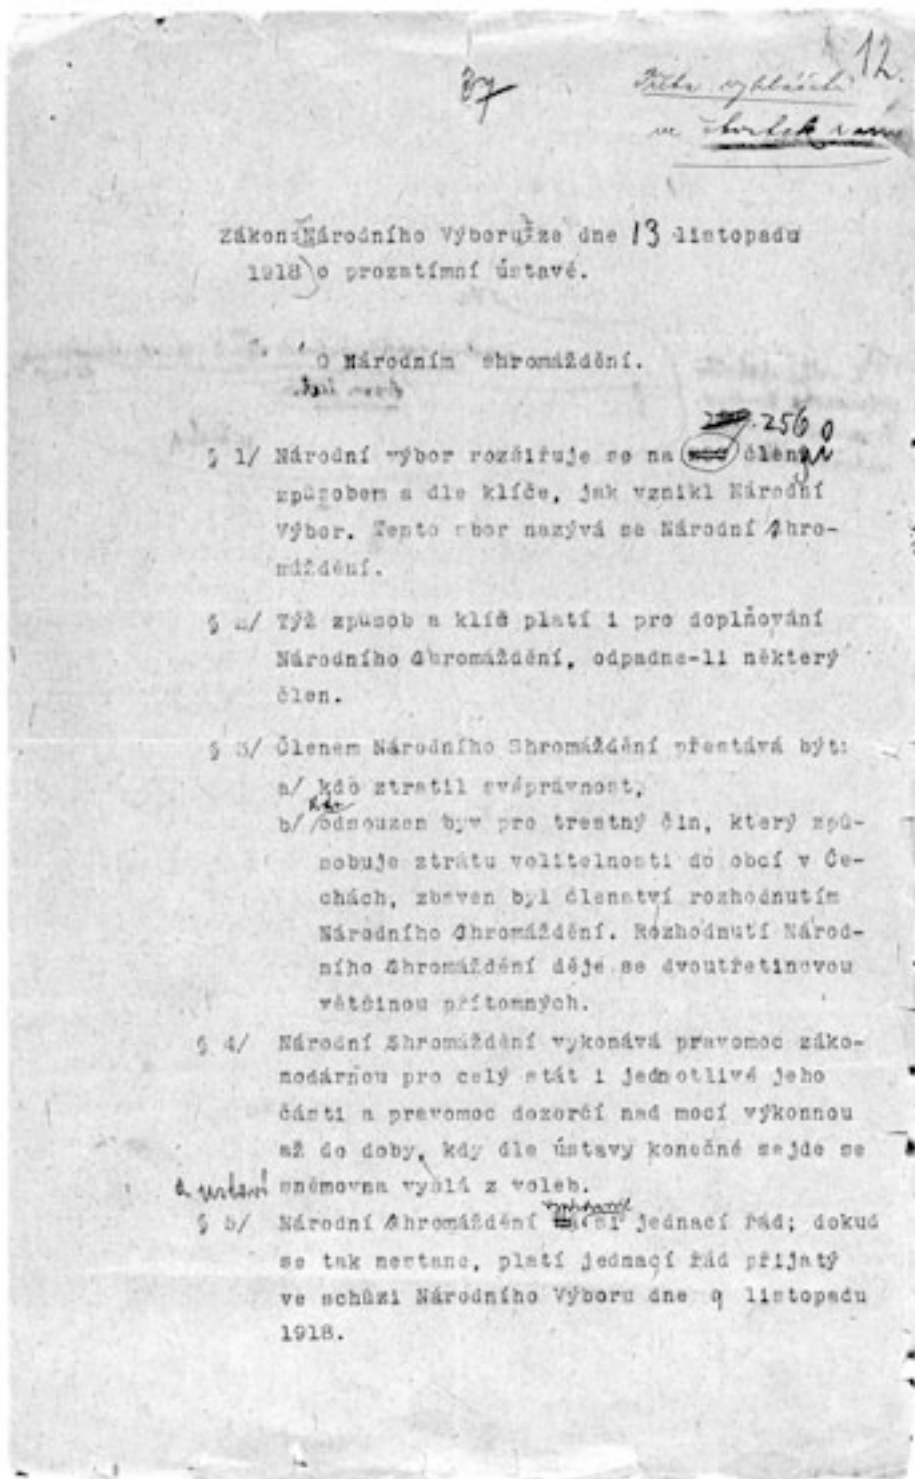 12.
37
Zákon Národního Výboru ze dne 13 listopadu
1918 o prozatímní ústavě.
O Národním shromáždění.
256
§ 1/ Národní výbor rozšiřuje se na členů
způsobem a dle klíče, jak vznikl Národní
Výbor. Tento sbor nazývá se Národní Shro-
máždění.
§ 2/ Týž způsob a klíč platí i pro doplňování
Národního Shromáždění, odpadne-li některý
člen.
§ 3/ Členem Národního Shromáždění přestává být:
a/ kdo ztratil svéprávnost,
kdo
b/ odsouzen byv pro trestný čin, který způ-
sobuje ztrátu volitelnosti do obcí v Če-
chách, zbaven byl členství rozhodnutím
Národního Shromáždění. Rozhodnutí Národ-
ního Shromáždění děje se dvoutřetinovou
většinou přítomných.
§ 4/ Národní Shromáždění vykonává pravomoc záko-
nodárnou pro celý stát i jednotlivé jeho
části a pravomoc dozorčí nad mocí výkonnou
až do doby, kdy dle ústavy konečné sejde se
a ustaví sněmovna vyšlá z voleb.
§ 5/ Národní Shromáždění jednací řád; dokud
se tak nestane, platí jednací řád přijatý
ve schůzi Národního Výboru dne 9 listopadu
1918.